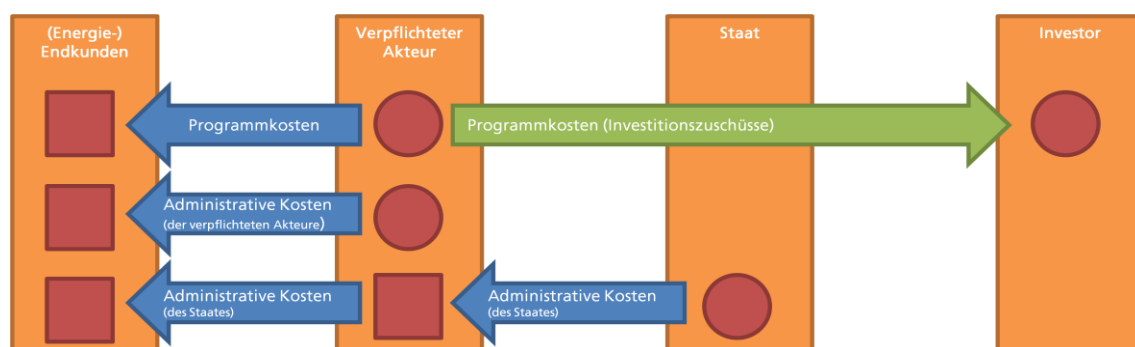 (Energie-)
Endkunden
Verpflichteter
Akteur
Staat
Investor
Programmkosten
Programmkosten (Investitionszuschüsse)
Administrative Kosten
(der verpflichteten Akteure)
Administrative Kosten
(des Staates)
Administrative Kosten
(des Staates)